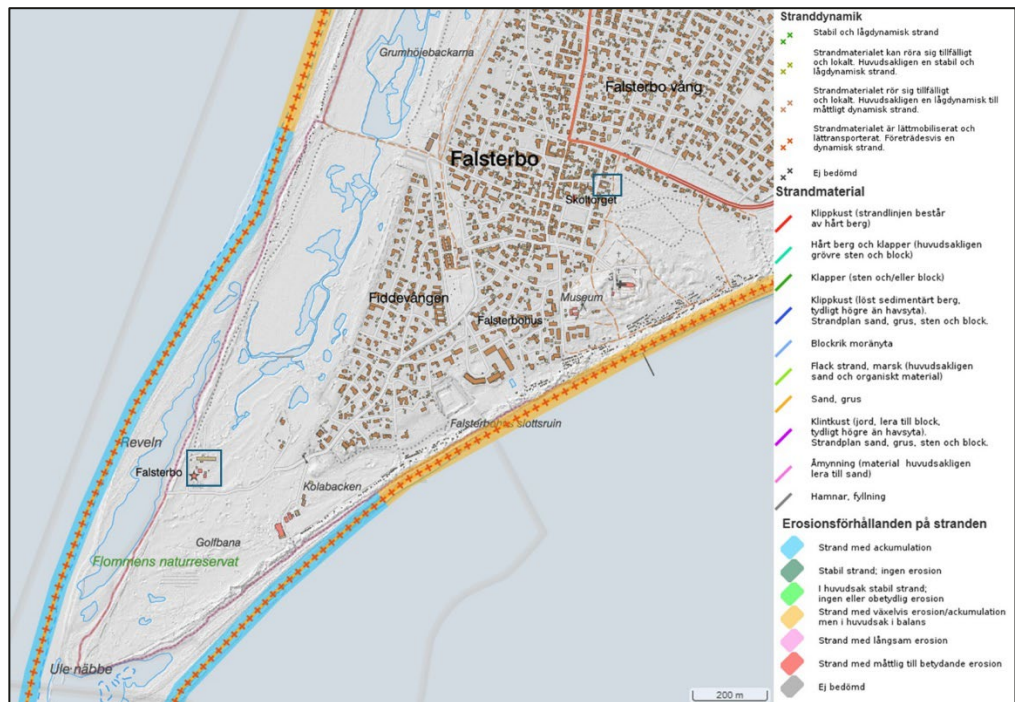 Grumhöjebackarna
Falsterbo vång
Falsterbo
Skoltorget
Fiddevången
Museum
Falsterbohus
Falsterbohus slottsruin
Reveln
Falsterbo
Kolabacken
Golfbana
Flommens naturreservat
Ule näbbe
200 m
Stranddynamik
Stabil och lågdynamisk strand
Strandmaterialet kan röra sig tillfälligt
och lokalt. Huvudsakligen en stabil och
lågdynamisk strand.
Strandmaterialet rör sig tillfälligt
och lokalt. Huvudsakligen en lågdynamisk till
måttligt dynamisk strand.
Strandmaterialet är lättmobiliserat och
lättransporterat. Företrädesvis en
dynamisk strand.
Ej bedömd
Strandmaterial
Klippkust (strandlinjen består
av hårt berg)
Hårt berg och klapper (huvudsakligen
grövre sten och block)
Klapper (sten och/eller block)
Klippkust (löst sedimentärt berg,
tydligt högre än havsyta).
Strandplan sand, grus, sten och block.
Blockrik moränyta
Flack strand, marsk (huvudsakligen
sand och organiskt material)
Sand, grus
Klintkust (jord, lera till block,
tydligt högre än havsyta).
Strandplan sand, grus, sten och block.
Åmynning (material huvudsakligen
lera till sand)
Hamnar, fyllning
Erosionsförhållanden på stranden
Strand med ackumulation
Stabil strand; ingen erosion
I huvudsak stabil strand;
ingen eller obetydlig erosion
Strand med växelvis erosion/ackumulation
men i huvudsak i balans
Strand med långsam erosion
Strand med måttlig till betydande erosion
Ej bedömd